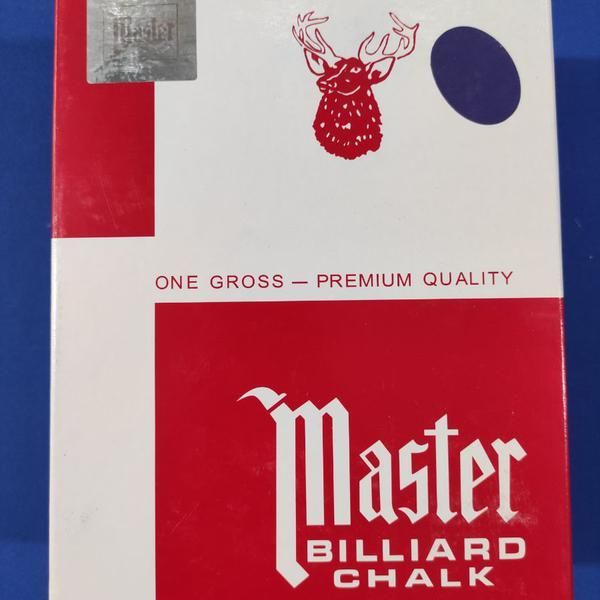 Master
ONE GROSS — PREMIUM QUALITY
Master
BILLIARD
CHALK